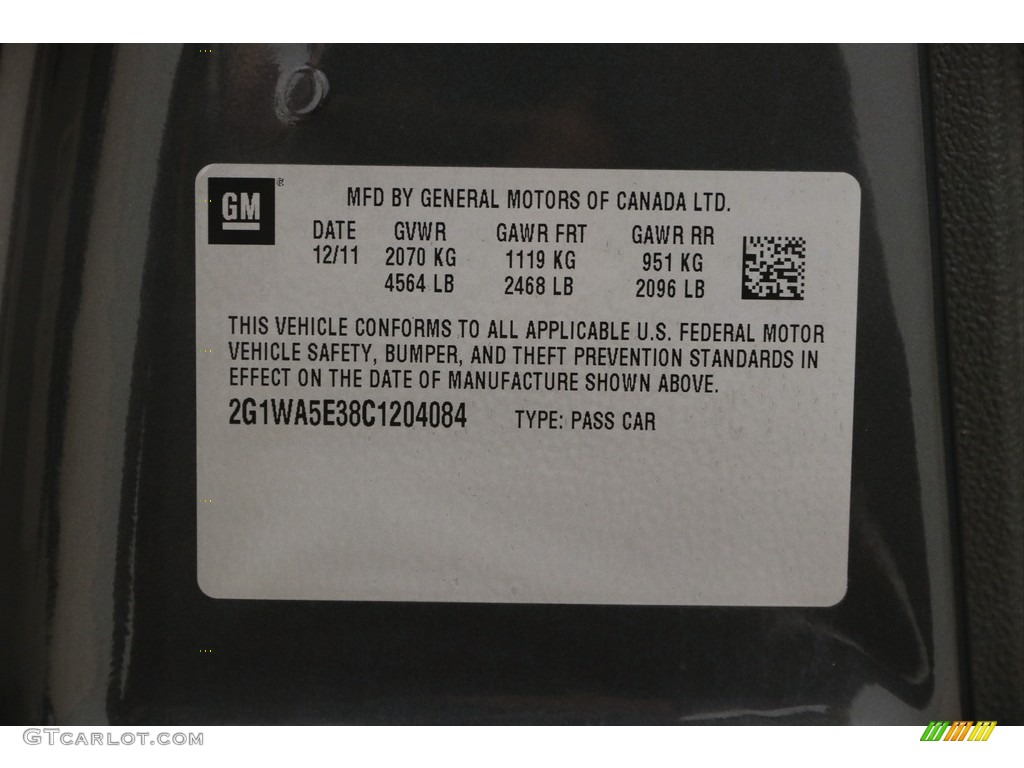 GM ®
MFD BY GENERAL MOTORS OF CANADA LTD.
DATE GVWR GAWR FRT GAWR RR
12/11 2070 KG 1119 KG 951 KG
4564 LB 2468 LB 2096 LB
THIS VEHICLE CONFORMS TO ALL APPLICABLE U.S. FEDERAL MOTOR
VEHICLE SAFETY, BUMPER, AND THEFT PREVENTION STANDARDS IN
EFFECT ON THE DATE OF MANUFACTURE SHOWN ABOVE.
2G1WA5E38C1204084 TYPE: PASS CAR
GTcarlot.com